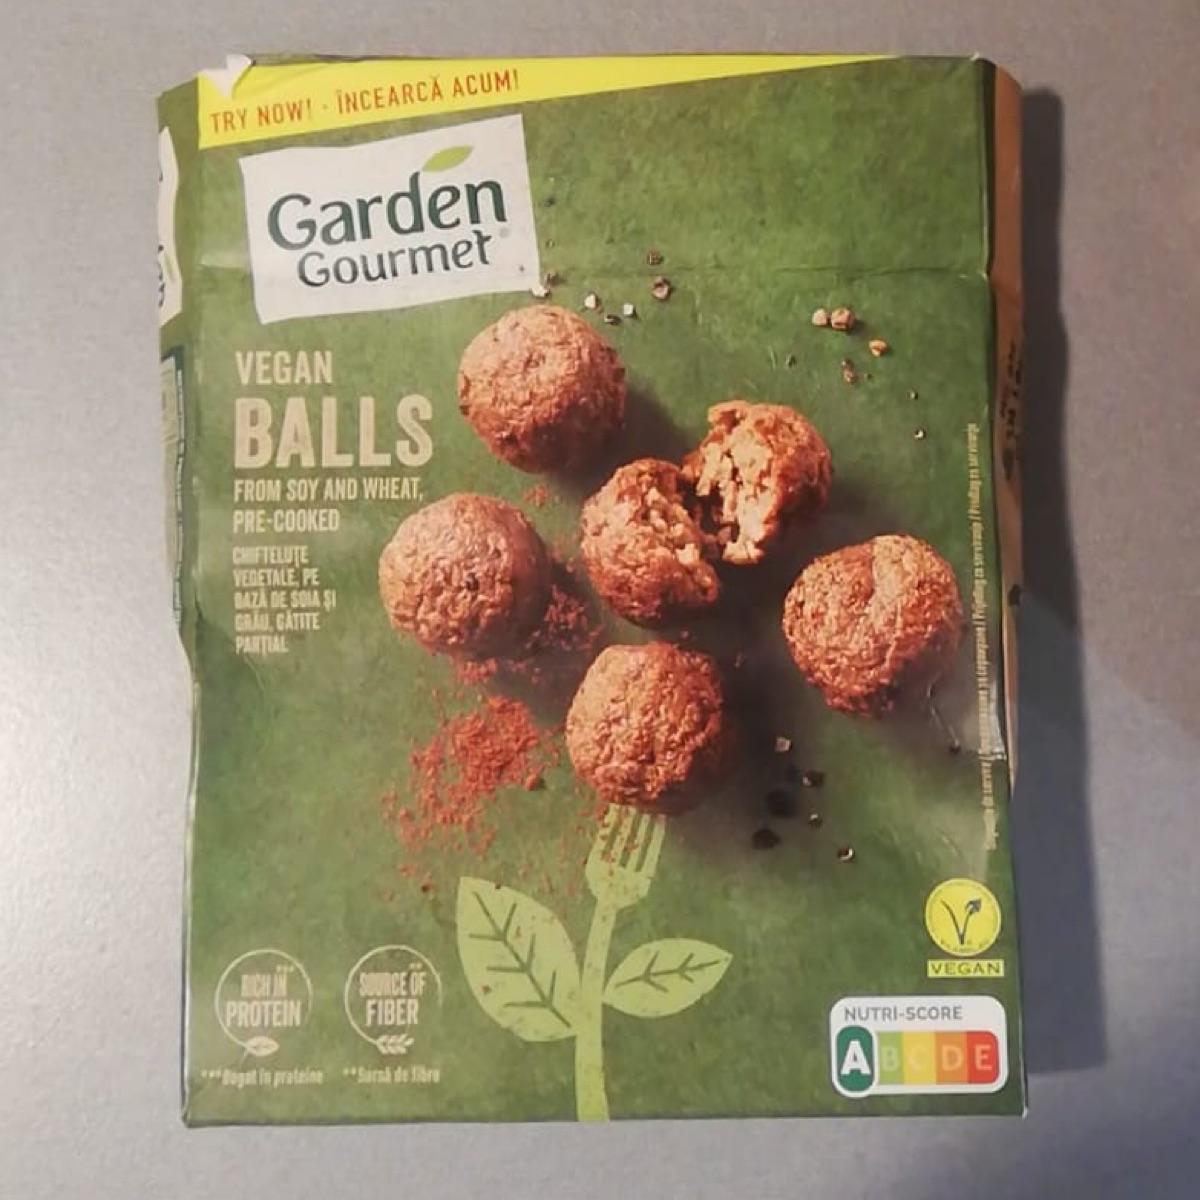 TRY NOW! · ÎNCEARCĂ ACUM!
Garden
Gourmet®
VEGAN
BALLS
FROM SOY AND WHEAT,
PRE-COOKED
CHIFTELUȚE
VEGETALE, PE
BAZĂ DE SOIA ȘI
GRÂU, GĂTITE
PARȚIAL
RICH IN***
PROTEIN
SOURCE OF**
FIBER
***Bogat în proteine
**Sursă de fibre
VEGAN
NUTRI-SCORE
A B C D E